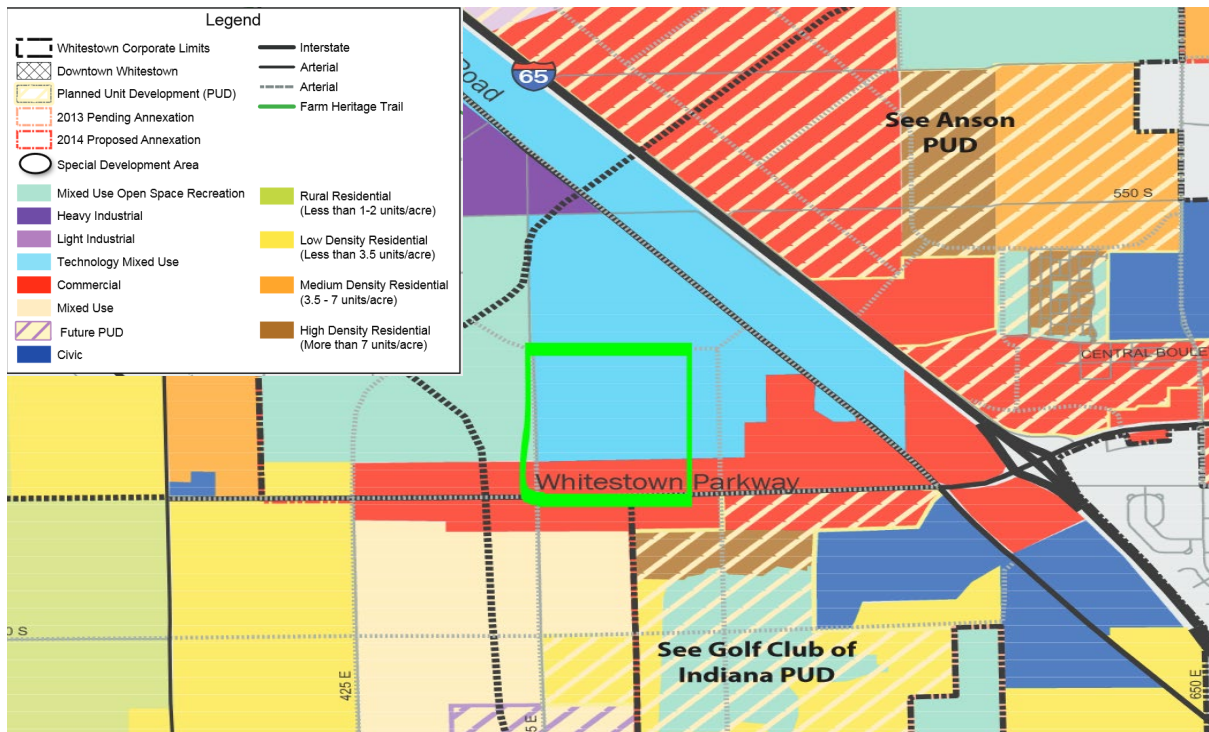 Legend
Whitestown Corporate Limits
Downtown Whitestown
Planned Unit Development (PUD)
2013 Pending Annexation
2014 Proposed Annexation
Special Development Area
Mixed Use Open Space Recreation
Heavy Industrial
Light Industrial
Technology Mixed Use
Commercial
Mixed Use
Future PUD
Civic
Interstate
Arterial
Arterial
Farm Heritage Trail
Rural Residential
(Less than 1-2 units/acre)
Low Density Residential
(Less than 3.5 units/acre)
Medium Density Residential
(3.5 - 7 units/acre)
High Density Residential
(More than 7 units/acre)
Road
65
See Anson
PUD
550 S
CENTRAL BOULE
Whitestown Parkway
0 S
See Golf Club of
Indiana PUD
425 E
5 E
650 E